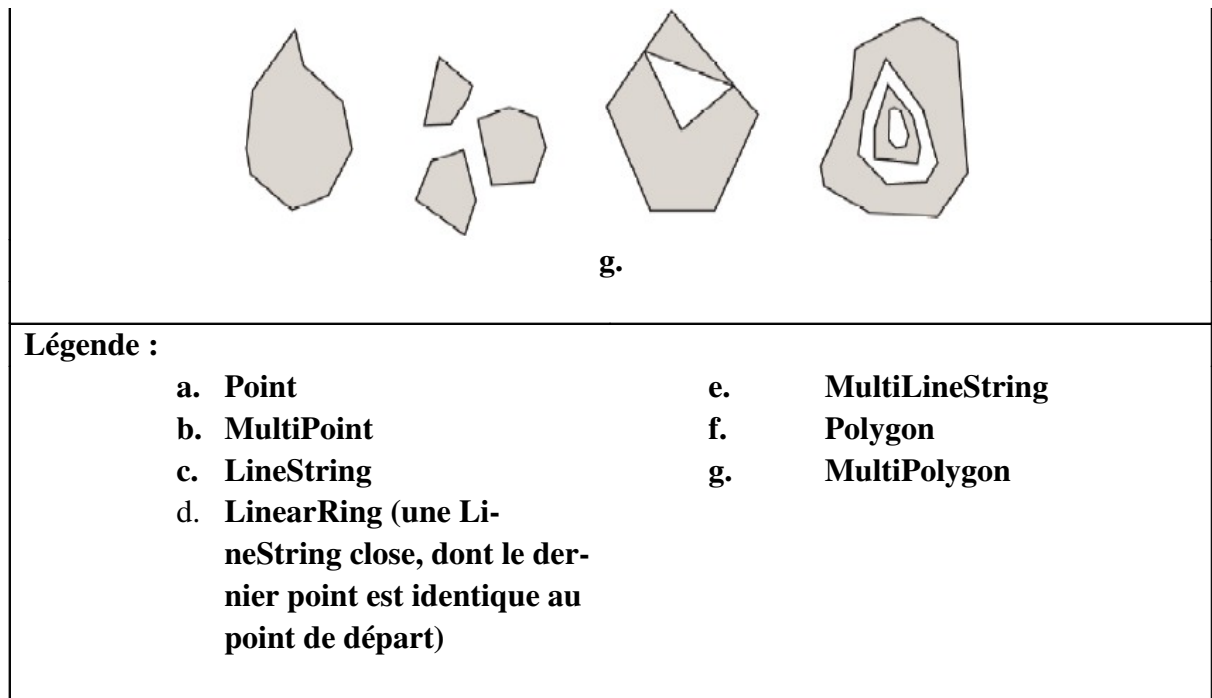 g.
Légende :
a. Point
b. MultiPoint
c. LineString
d. LinearRing (une Li-
neString close, dont le der-
nier point est identique au
point de départ)
e. MultiLineString
f. Polygon
g. MultiPolygon